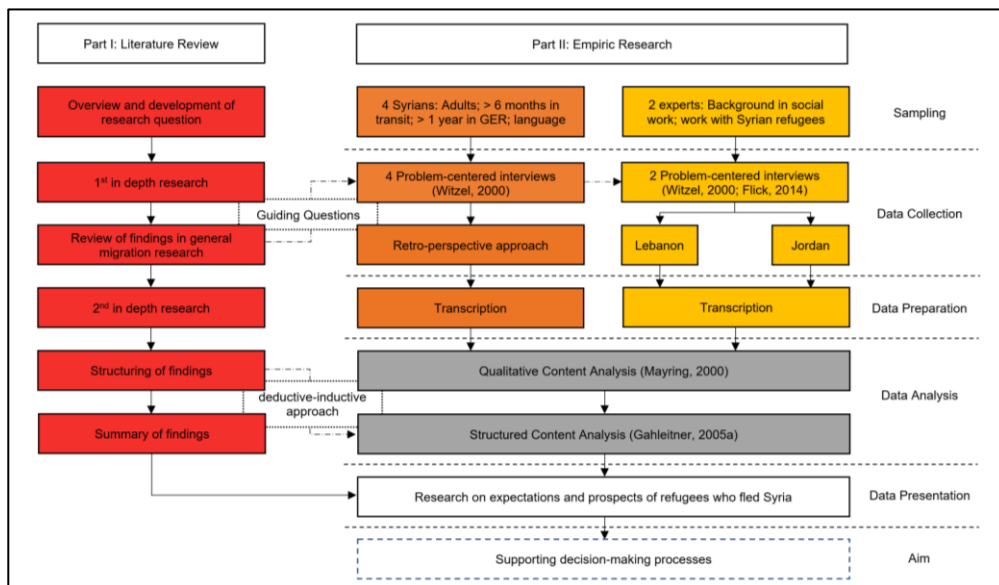 Part I: Literature Review
Part II: Empiric Research
Overview and development of
research question
4 Syrians: Adults; > 6 months in
transit; > 1 year in GER; language
2 experts: Background in social
work; work with Syrian refugees
Sampling
1st in depth research
4 Problem-centered interviews
(Witzel, 2000)
2 Problem-centered interviews
(Witzel, 2000; Flick, 2014)
Guiding Questions
Data Collection
Review of findings in general
migration research
Retro-perspective approach
Lebanon
Jordan
2nd in depth research
Transcription
Transcription
Data Preparation
Structuring of findings
Qualitative Content Analysis (Mayring, 2000)
deductive-inductive
approach
Data Analysis
Summary of findings
Structured Content Analysis (Gahleitner, 2005a)
Research on expectations and prospects of refugees who fled Syria
Data Presentation
Supporting decision-making processes
Aim